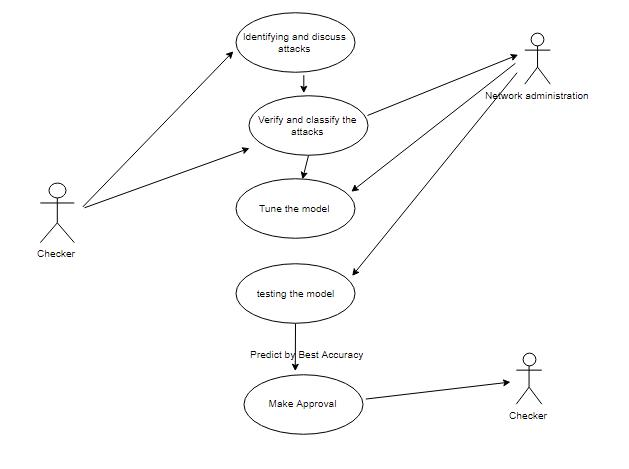 Identifying and discuss
attacks
Network administration
Verify and classify the
attacks
Tune the model
Checker
testing the model
Predict by Best Accuracy
Make Approval
Checker